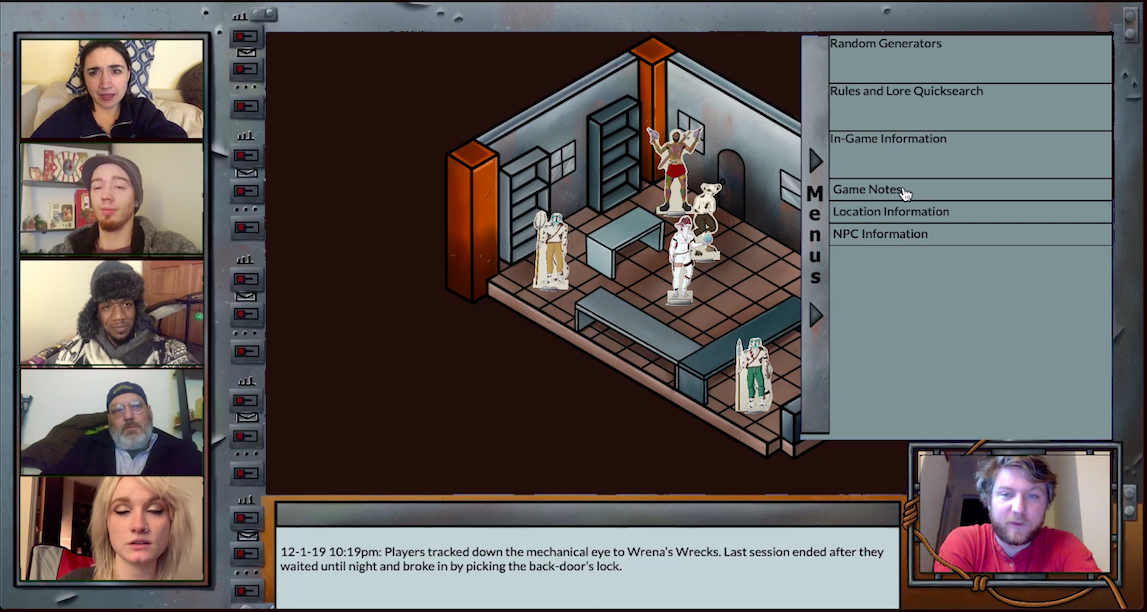 Random Generators
Rules and Lore Quicksearch
In-Game Information
Game Notes
Location Information
NPC Information
Menus
12-1-19 10:19pm: Players tracked down the mechanical eye to Wrena's Wrecks. Last session ended after they
waited until night and broke in by picking the back-door's lock.